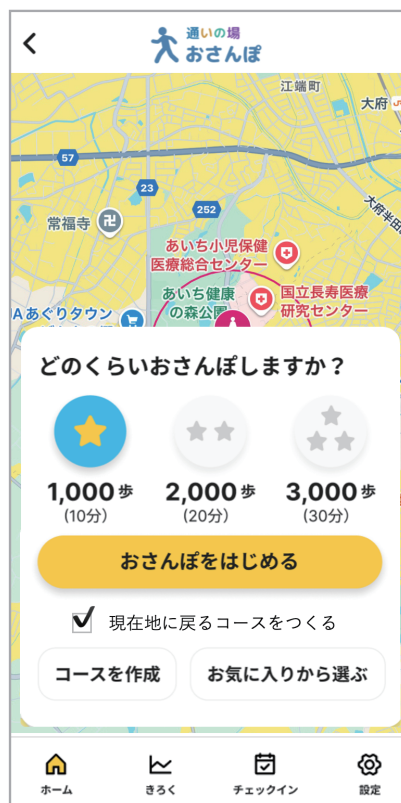 通いの場
おさんぽ
江端町
大府
57
23
252
大府半田
常福寺
あいち小児保健
医療総合センター
あいち健康
の森公園
国立長寿医療
研究センター
Aあぐりタウン
どのくらいおさんぽしますか？
1,000歩
(10分)
2,000歩
(20分)
3,000歩
(30分)
おさんぽをはじめる
現在地に戻るコースをつくる
コースを作成
お気に入りから選ぶ
ホーム
きろく
チェックイン
設定